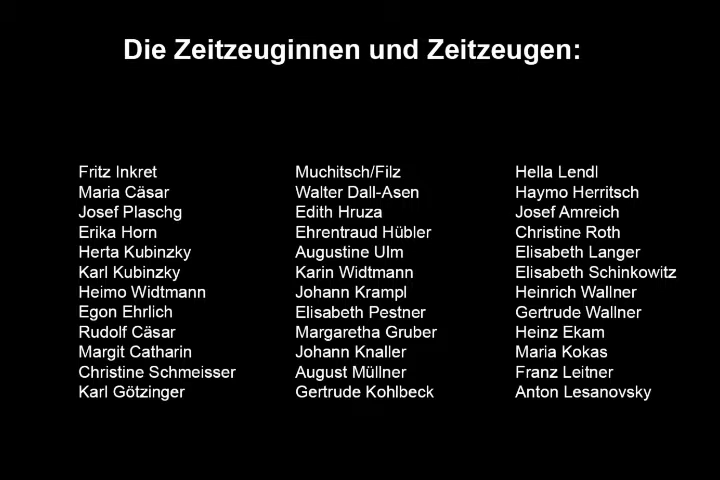 Die Zeitzeuginnen und Zeitzeugen:
Fritz Inkret
Maria Cäsar
Josef Plaschg
Erika Horn
Herta Kubinzky
Karl Kubinzky
Heimo Widtmann
Egon Ehrlich
Rudolf Cäsar
Margit Catharin
Christine Schmeisser
Karl Götzinger
Muchitsch/Filz
Walter Dall-Asen
Edith Hruza
Ehrentraud Hübler
Augustine Ulm
Karin Widtmann
Johann Krampl
Elisabeth Pestner
Margaretha Gruber
Johann Knaller
August Müllner
Gertrude Kohlbeck
Hella Lendl
Haymo Herritsch
Josef Amreich
Christine Roth
Elisabeth Langer
Elisabeth Schinkowitz
Heinrich Wallner
Gertrude Wallner
Heinz Ekam
Maria Kokas
Franz Leitner
Anton Lesanovsky